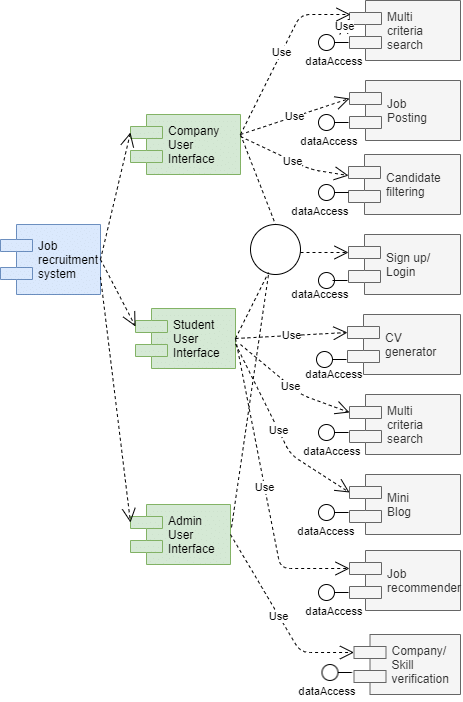 Multi
criteria
search
Use
Use
dataAccess
Job
Posting
Use
dataAccess
Company
User
Interface
Use
Candidate
filtering
dataAccess
Job
recruitment
system
Sign up/
Login
dataAccess
Student
User
Interface
Use
CV
generator
dataAccess
Use
Multi
criteria
search
Use
dataAccess
Use
Mini
Blog
dataAccess
Admin
User
Interface
Job
recommender
dataAccess
Use
Company/
Skill
verification
dataAccess